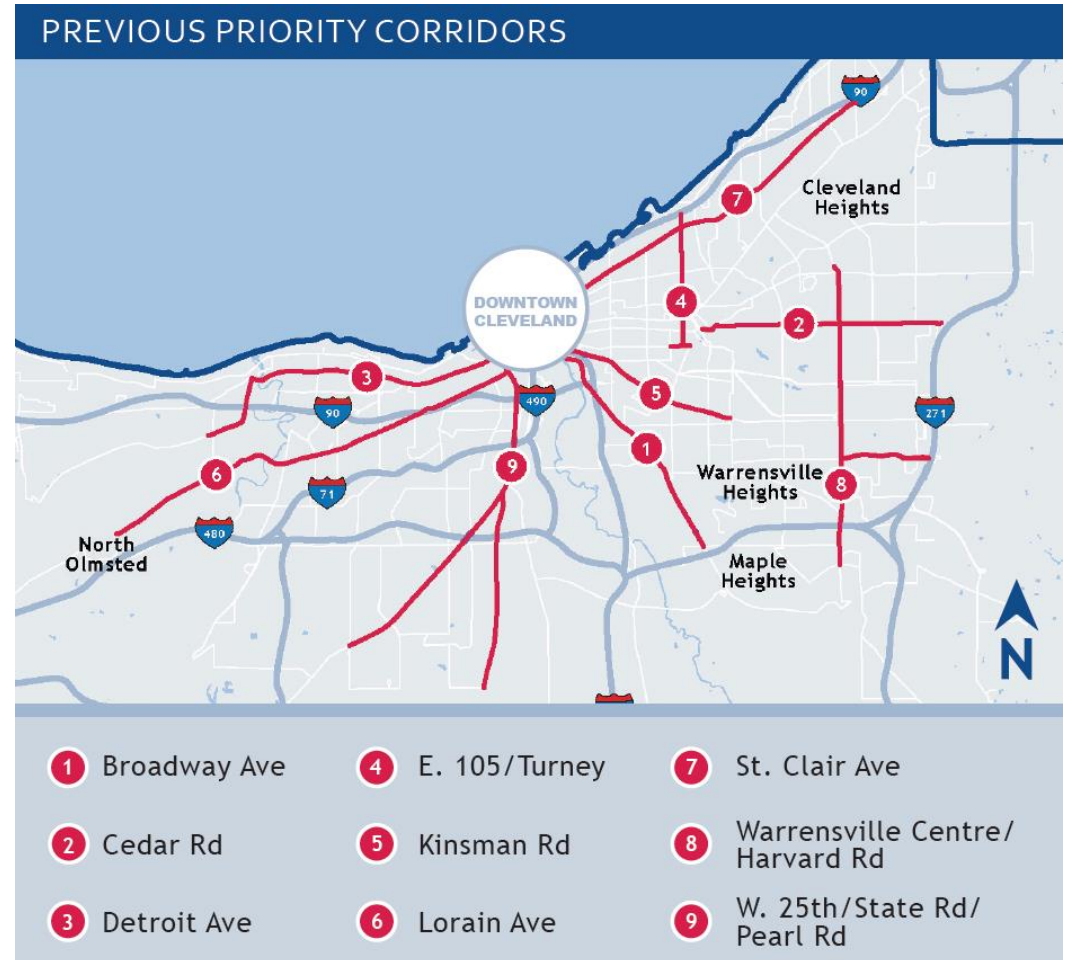 PREVIOUS PRIORITY CORRIDORS
90
Cleveland
Heights
7
DOWNTOWN
CLEVELAND
4
2
3
5
490
90
271
1
6
9
Warrensville
Heights
8
71
480
North
Olmsted
Maple
Heights
N
1 Broadway Ave
4 E. 105/Turney
7 St. Clair Ave
2 Cedar Rd
5 Kinsman Rd
8 Warrensville Centre/
Harvard Rd
3 Detroit Ave
6 Lorain Ave
9 W. 25th/State Rd/
Pearl Rd